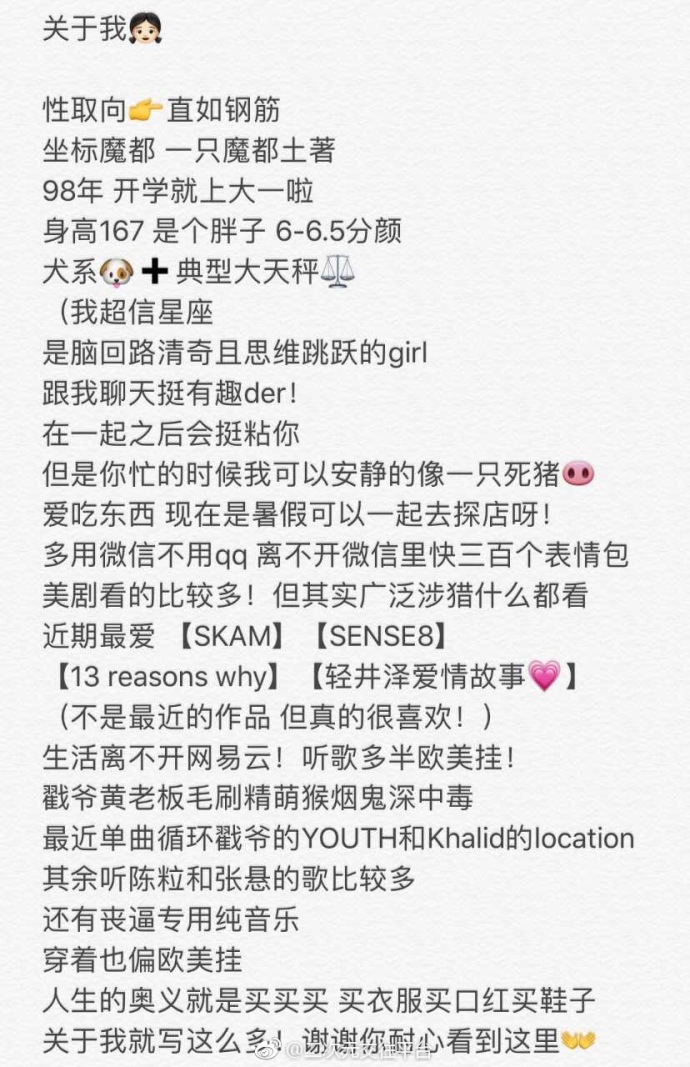 关于我👧🏻
性取向👉直如钢筋
坐标魔都 一只魔都土著
98年 开学就上大一啦
身高167 是个胖子 6-6.5分颜
犬系🐶➕典型大天秤⚖️
（我超信星座
是脑回路清奇且思维跳跃的girl
跟我聊天挺有趣der！
在一起之后会挺粘你
但是你忙的时候我可以安静的像一只死猪🐽
爱吃东西 现在是暑假可以一起去探店呀！
多用微信不用qq 离不开微信里快三百个表情包
美剧看的比较多！但其实广泛涉猎什么都看
近期最爱 【SKAM】【SENSE8】
【13 reasons why】【轻井泽爱情故事💗】
（不是最近的作品 但真的很喜欢！）
生活离不开网易云！听歌多半欧美挂！
戳爷黄老板毛刷精萌猴烟鬼深中毒
最近单曲循环戳爷的YOUTH和Khalid的location
其余听陈粒和张悬的歌比较多
还有丧逼专用纯音乐
穿着也偏欧美挂
人生的奥义就是买买买 买衣服买口红买鞋子
关于我就写这么多！谢谢你耐心看到这里👐